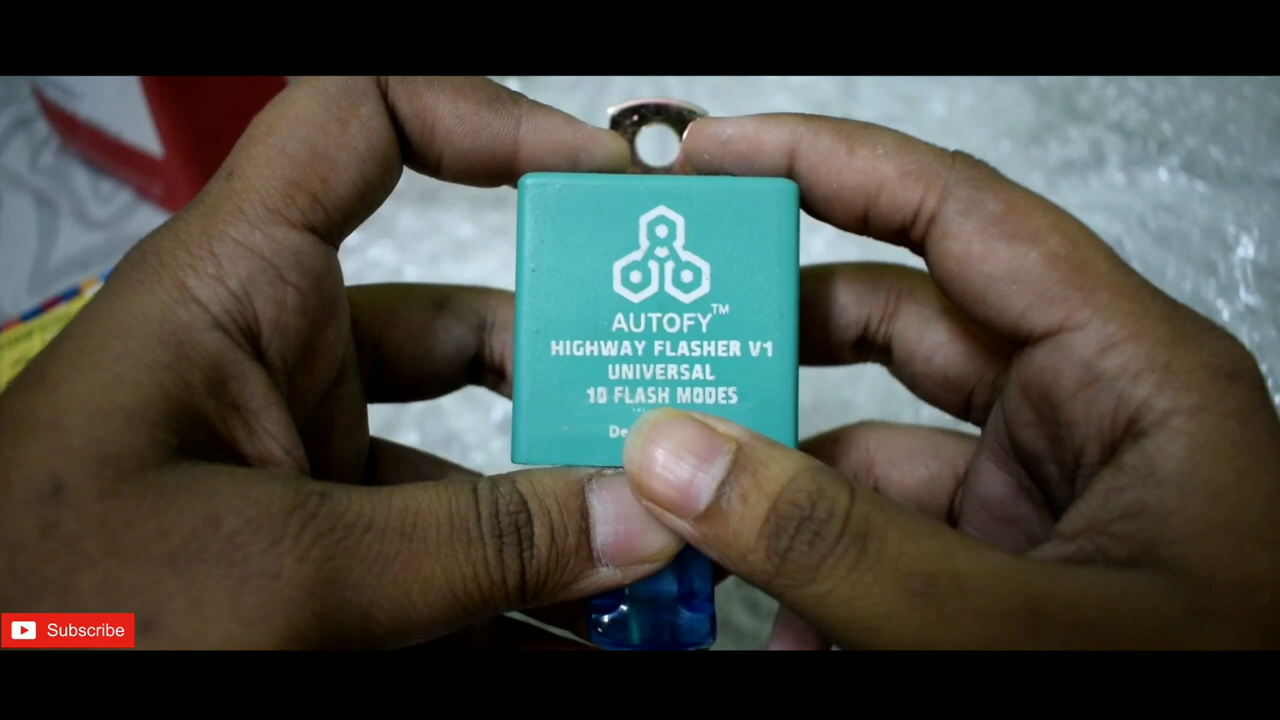 AUTOFY™
HIGHWAY FLASHER V1
UNIVERSAL
10 FLASH MODES
Subscribe